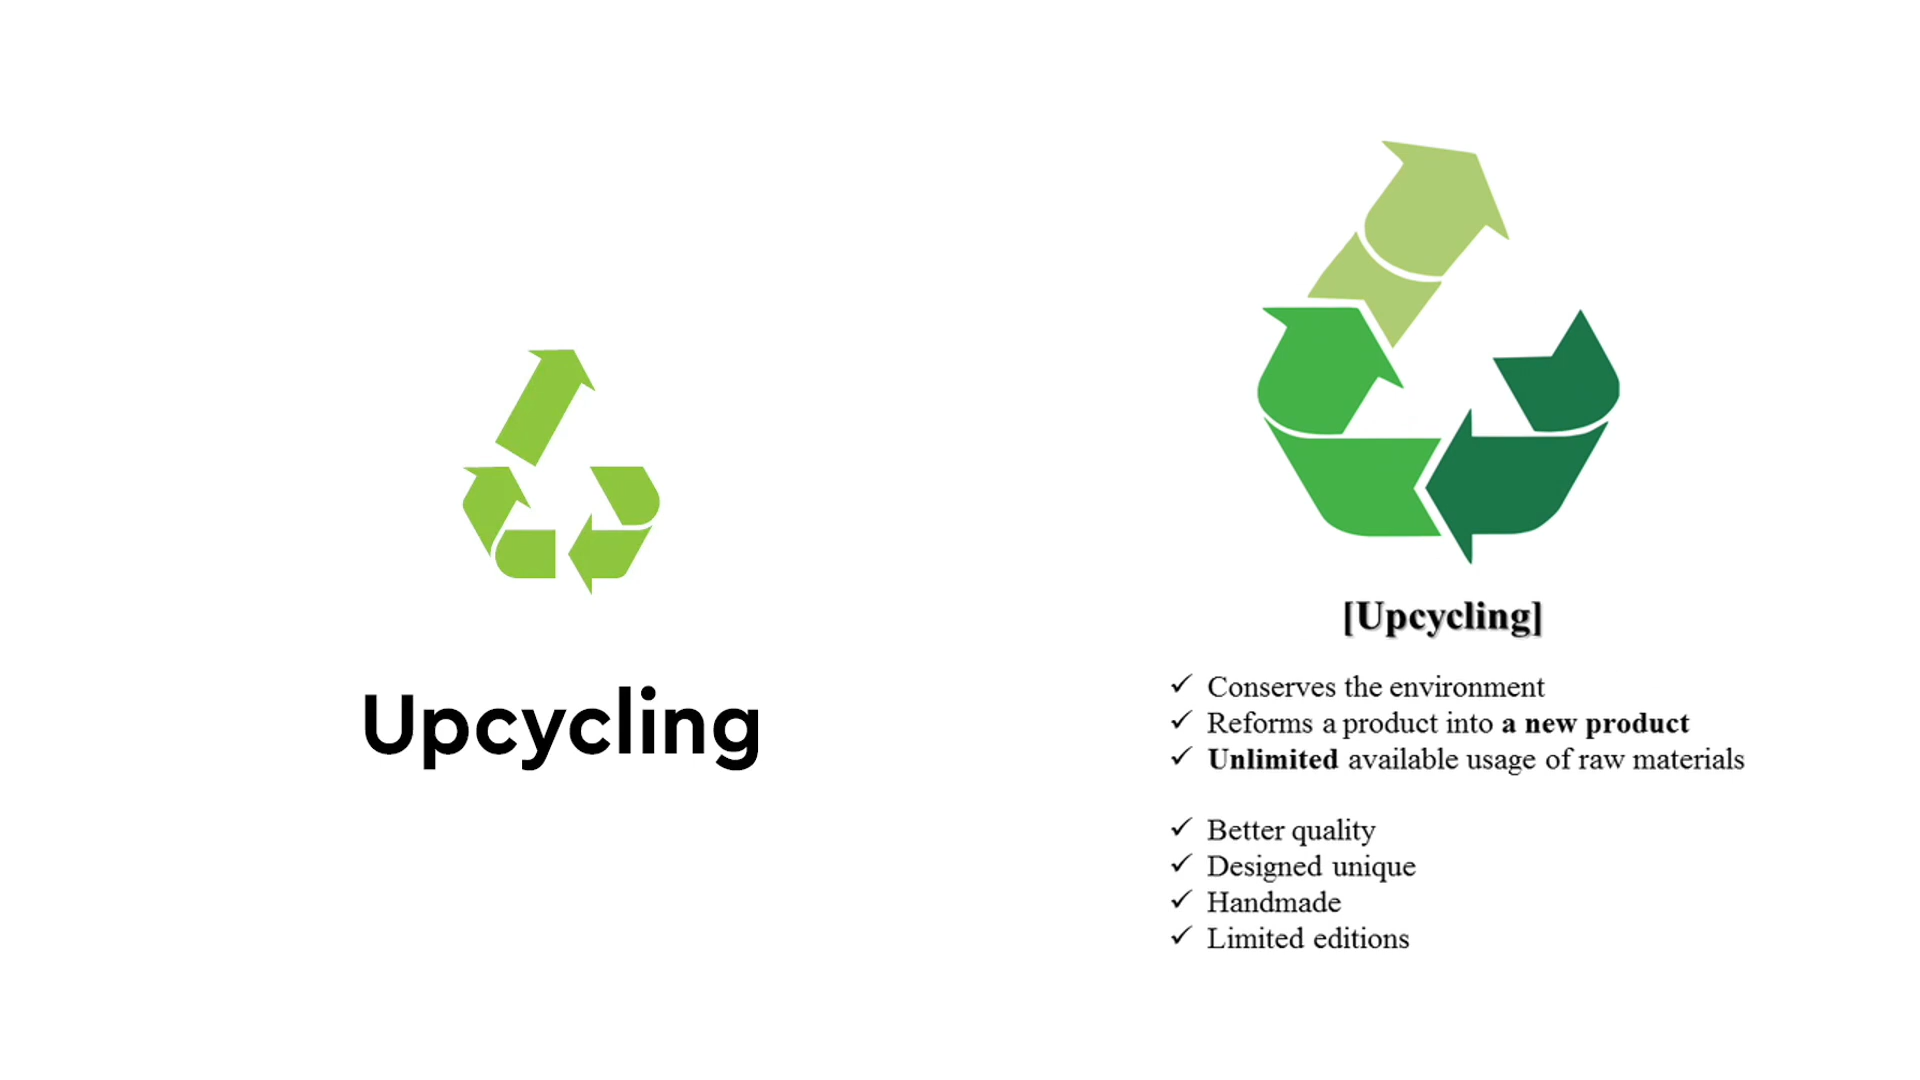 Upcycling
[Upcycling]
✓ Conserves the environment
✓ Reforms a product into a new product
✓ Unlimited available usage of raw materials
✓ Better quality
✓ Designed unique
✓ Handmade
✓ Limited editions